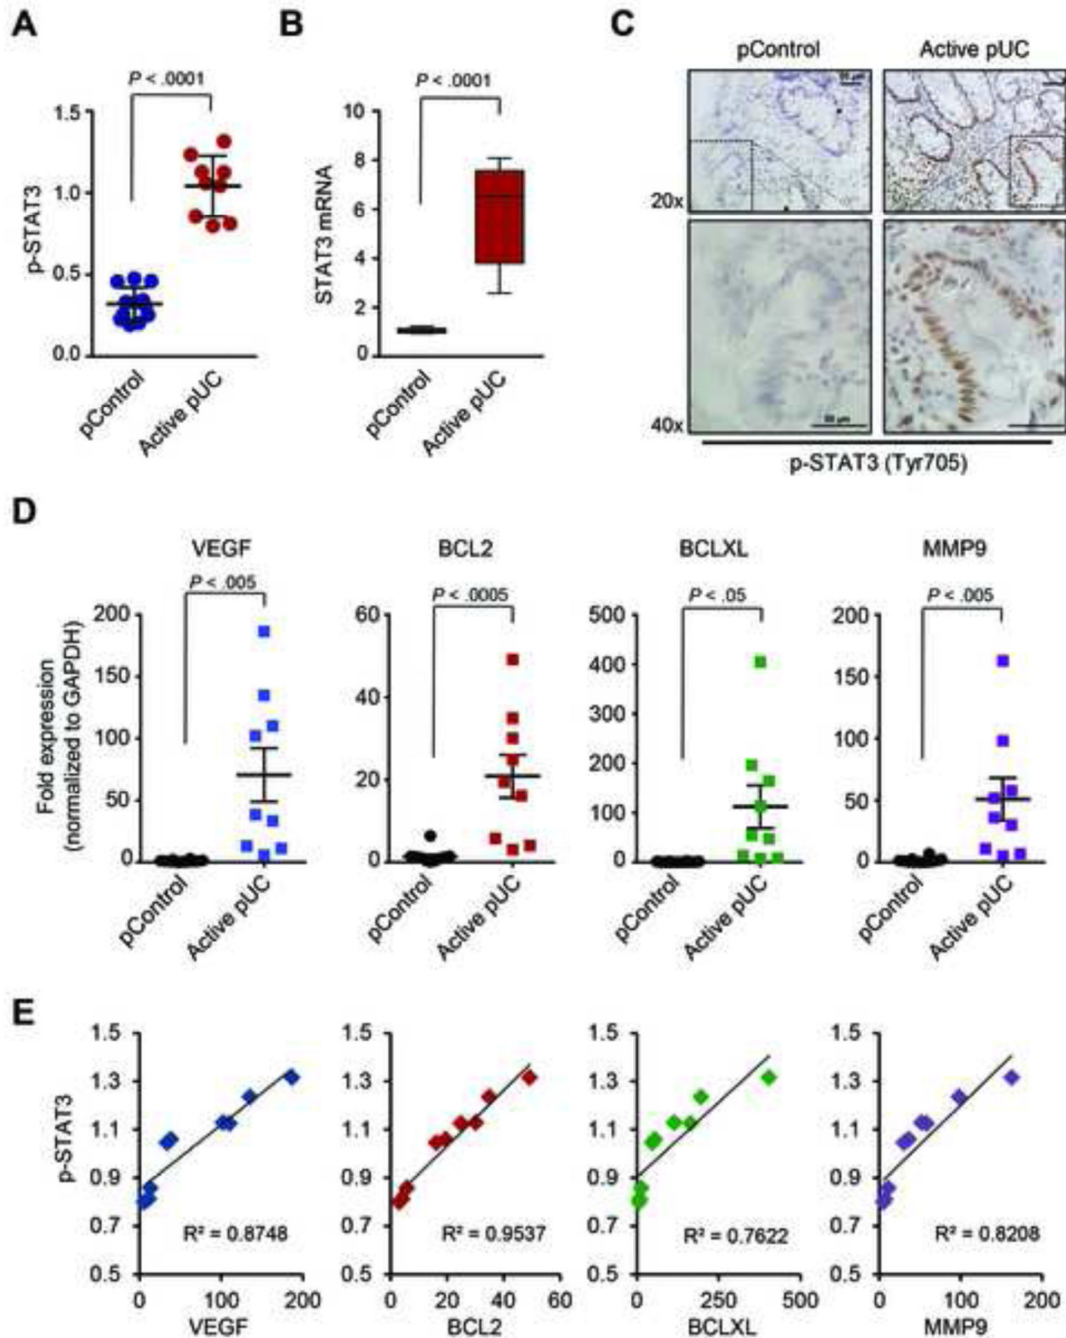 A
P < .0001
p-STAT3
1.5
1.0
0.5
0.0
pControl
Active pUC
B
P < .0001
STAT3 mRNA
10
8
6
4
2
0
pControl
Active pUC
C
pControl
Active pUC
20x
40x
p-STAT3 (Tyr705)
D
Fold expression
(normalized to GAPDH)
VEGF
P < .005
200
150
100
50
0
pControl
Active pUC
BCL2
P < .0005
60
40
20
0
pControl
Active pUC
BCLXL
P < .05
500
400
300
200
100
0
pControl
Active pUC
MMP9
P < .005
200
150
100
50
0
pControl
Active pUC
E
p-STAT3
1.5
1.3
1.1
0.9
0.7
0.5
R² = 0.8748
0 100 200
VEGF
1.5
1.3
1.1
0.9
0.7
0.5
R² = 0.9537
0 20 40 60
BCL2
1.5
1.3
1.1
0.9
0.7
0.5
R² = 0.7622
0 250 500
BCLXL
1.5
1.3
1.1
0.9
0.7
0.5
R² = 0.8208
0 100 200
MMP9